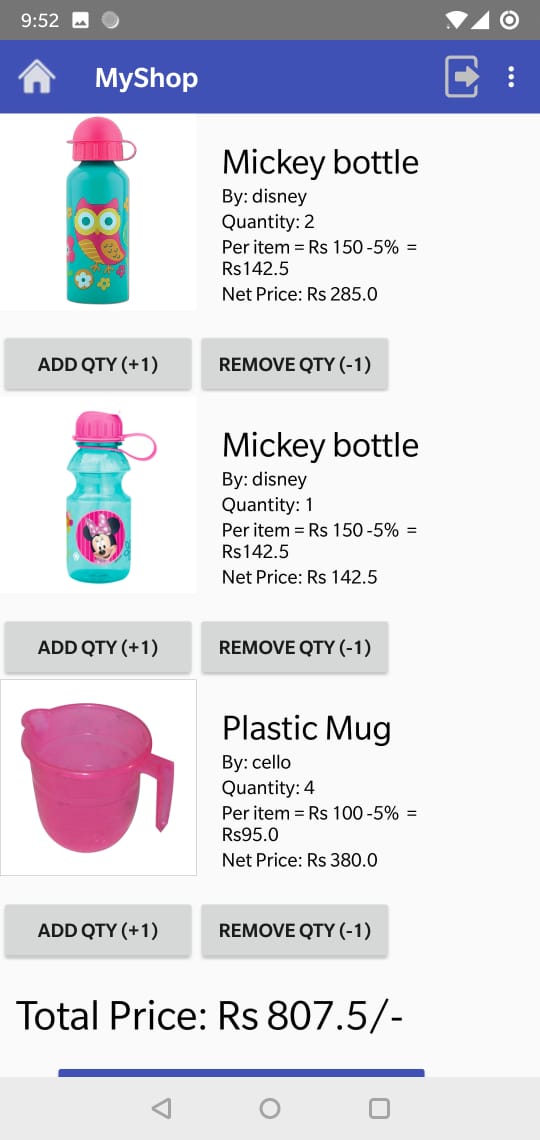 9:52
MyShop
Mickey bottle
By: disney
Quantity: 2
Per item = Rs 150 -5% =
Rs142.5
Net Price: Rs 285.0
ADD QTY (+1) REMOVE QTY (-1)
Mickey bottle
By: disney
Quantity: 1
Per item = Rs 150 -5% =
Rs142.5
Net Price: Rs 142.5
ADD QTY (+1) REMOVE QTY (-1)
Plastic Mug
By: cello
Quantity: 4
Per item = Rs 100 -5% =
Rs95.0
Net Price: Rs 380.0
ADD QTY (+1) REMOVE QTY (-1)
Total Price: Rs 807.5/-